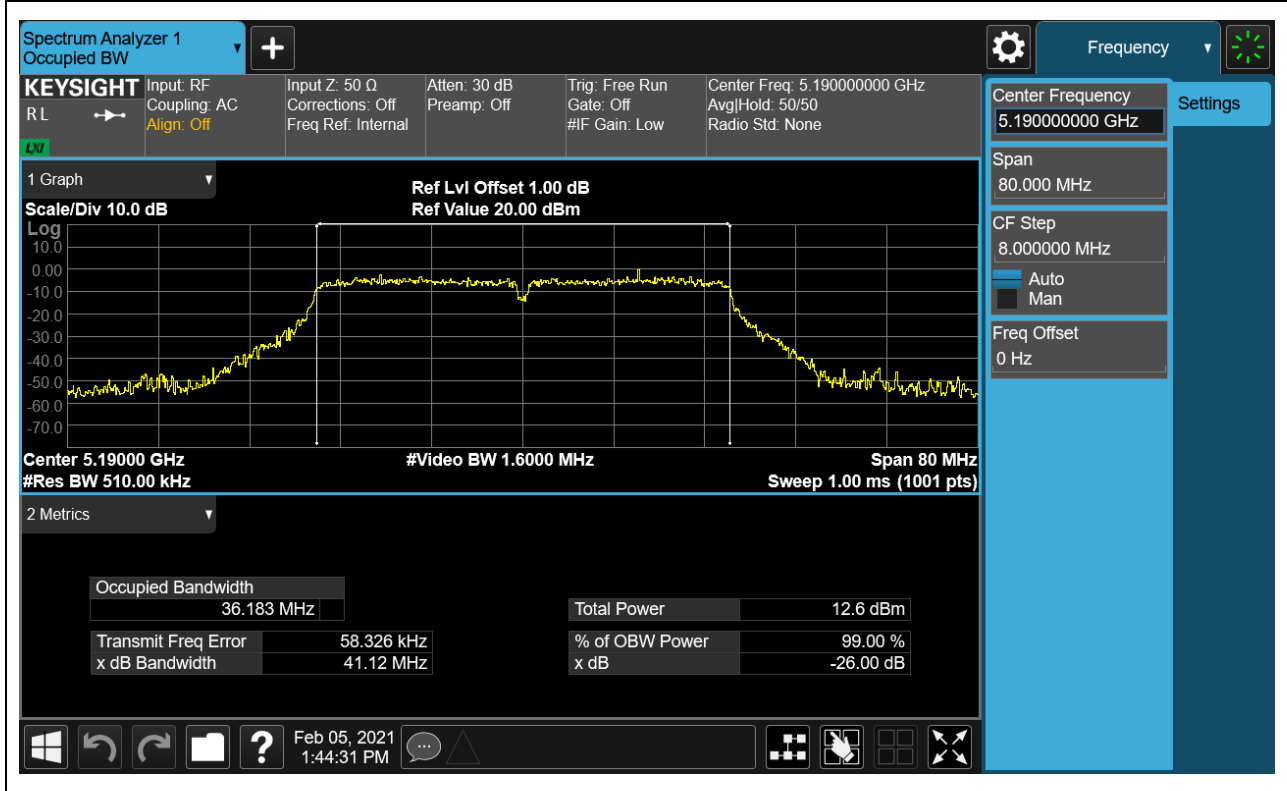 Spectrum Analyzer 1
Occupied BW
Frequency
KEYSIGHT
R L
LXI
Input: RF
Coupling: AC
Align: Off
Input Z: 50 Ω
Corrections: Off
Freq Ref: Internal
Atten: 30 dB
Preamp: Off
Trig: Free Run
Gate: Off
#IF Gain: Low
Center Freq: 5.190000000 GHz
Avg|Hold: 50/50
Radio Std: None
Center Frequency
5.190000000 GHz
Settings
Span
80.000 MHz
CF Step
8.000000 MHz
Auto
Man
Freq Offset
0 Hz
1 Graph
Scale/Div 10.0 dB
Ref Lvl Offset 1.00 dB
Ref Value 20.00 dBm
Log
10.0
0.00
-10.0
-20.0
-30.0
-40.0
-50.0
-60.0
-70.0
Center 5.19000 GHz
#Video BW 1.6000 MHz
Span 80 MHz
#Res BW 510.00 kHz
Sweep 1.00 ms (1001 pts)
2 Metrics
Occupied Bandwidth
36.183 MHz
Total Power 12.6 dBm
Transmit Freq Error 58.326 kHz
% of OBW Power 99.00 %
x dB Bandwidth 41.12 MHz
x dB -26.00 dB
?
Feb 05, 2021
1:44:31 PM